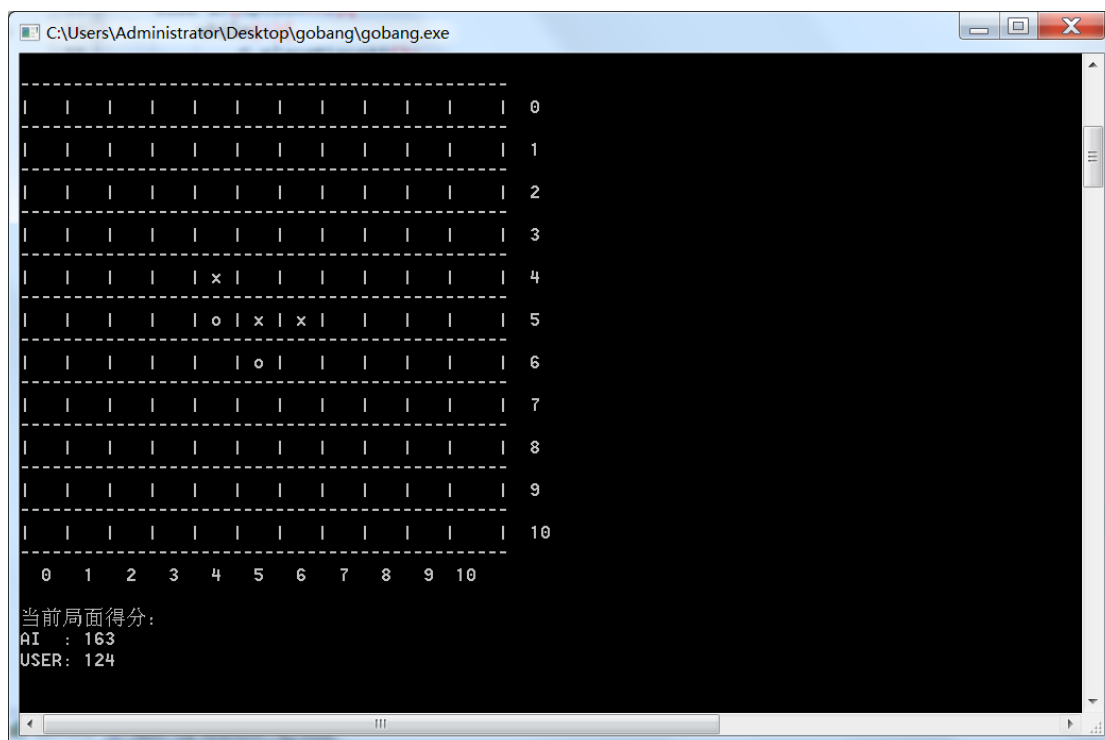 C:\Users\Administrator\Desktop\gobang\gobang.exe
-----------------------------------------------
|    |    |    |    |    |    |    |    |    |    |    |  0
-----------------------------------------------
|    |    |    |    |    |    |    |    |    |    |    |  1
-----------------------------------------------
|    |    |    |    |    |    |    |    |    |    |    |  2
-----------------------------------------------
|    |    |    |    |    |    |    |    |    |    |    |  3
-----------------------------------------------
|    |    |    |    | x |    |    |    |    |    |    |  4
-----------------------------------------------
|    |    |    |    | o | x | x |    |    |    |    |  5
-----------------------------------------------
|    |    |    |    |    | o |    |    |    |    |    |  6
-----------------------------------------------
|    |    |    |    |    |    |    |    |    |    |    |  7
-----------------------------------------------
|    |    |    |    |    |    |    |    |    |    |    |  8
-----------------------------------------------
|    |    |    |    |    |    |    |    |    |    |    |  9
-----------------------------------------------
|    |    |    |    |    |    |    |    |    |    |    |  10
-----------------------------------------------
0 1 2 3 4 5 6 7 8 9 10
当前局面得分:
AI : 163
USER: 124